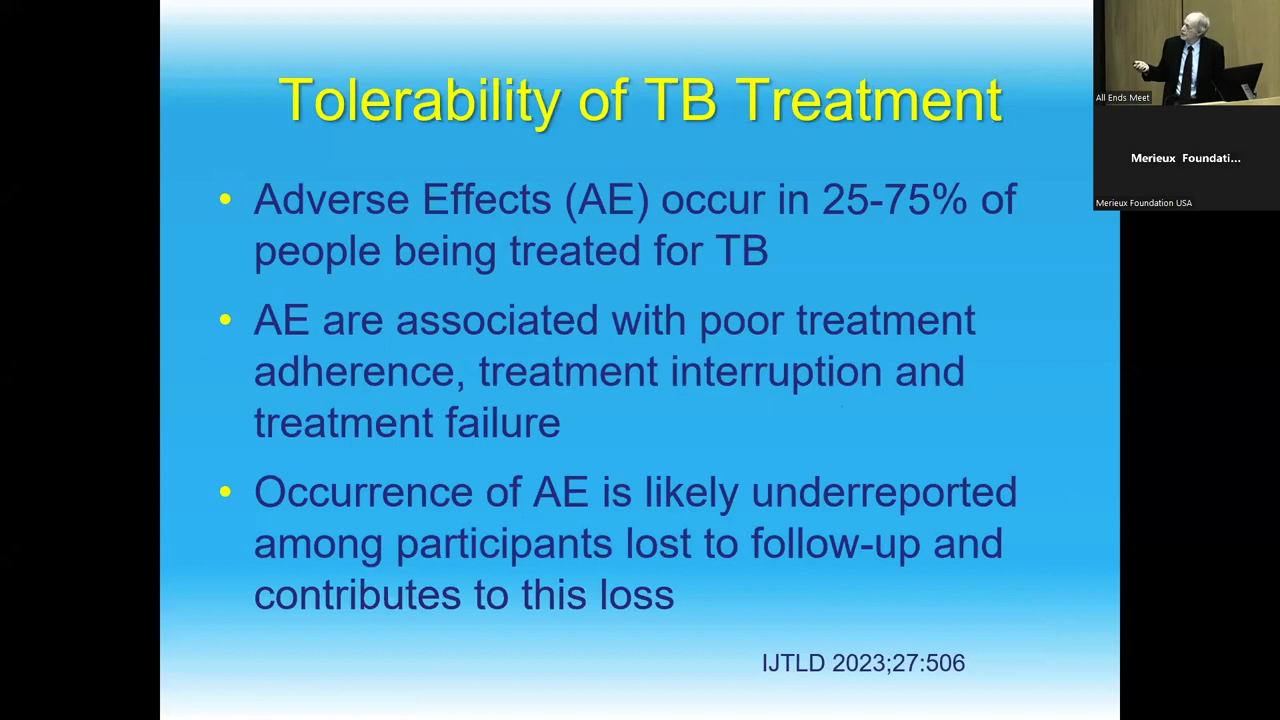 Tolerability of TB Treatment
• Adverse Effects (AE) occur in 25-75% of
people being treated for TB
• AE are associated with poor treatment
adherence, treatment interruption and
treatment failure
• Occurrence of AE is likely underreported
among participants lost to follow-up and
contributes to this loss
IJTLD 2023;27:506
All Ends Meet
Merieux Foundati...
Merieux Foundation USA